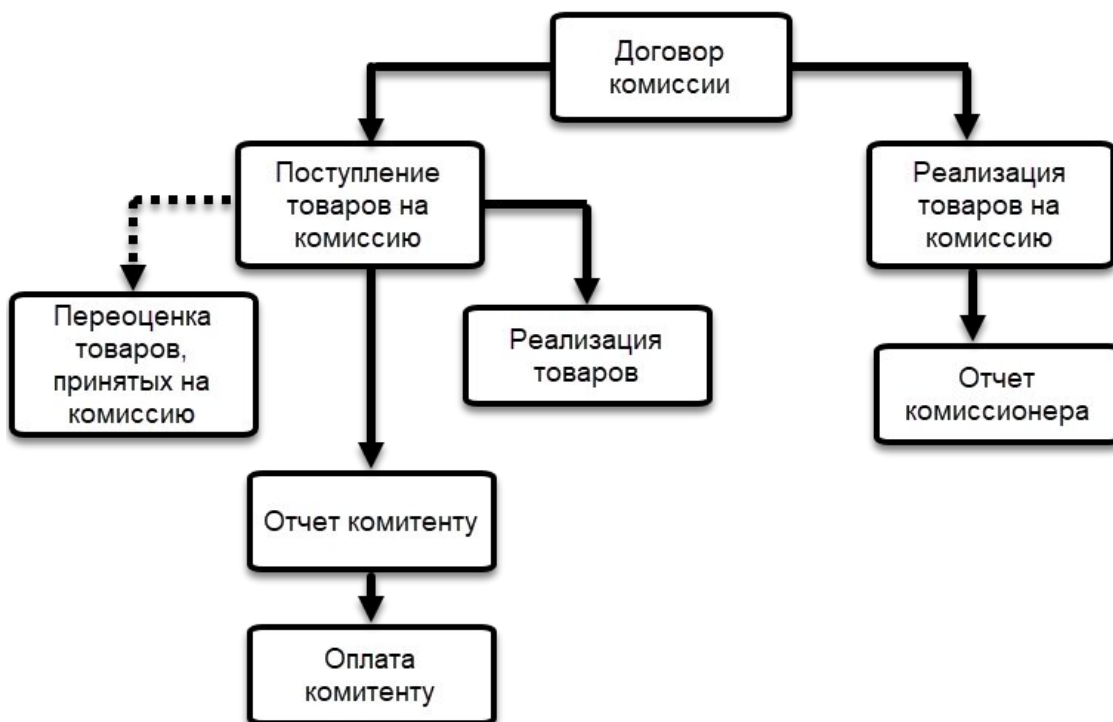 Договор
комиссии
Поступление
товаров на
комиссию
Реализация
товаров на
комиссию
Переоценка
товаров,
принятых на
комиссию
Реализация
товаров
Отчет
комиссионера
Отчет комитенту
Оплата
комитенту